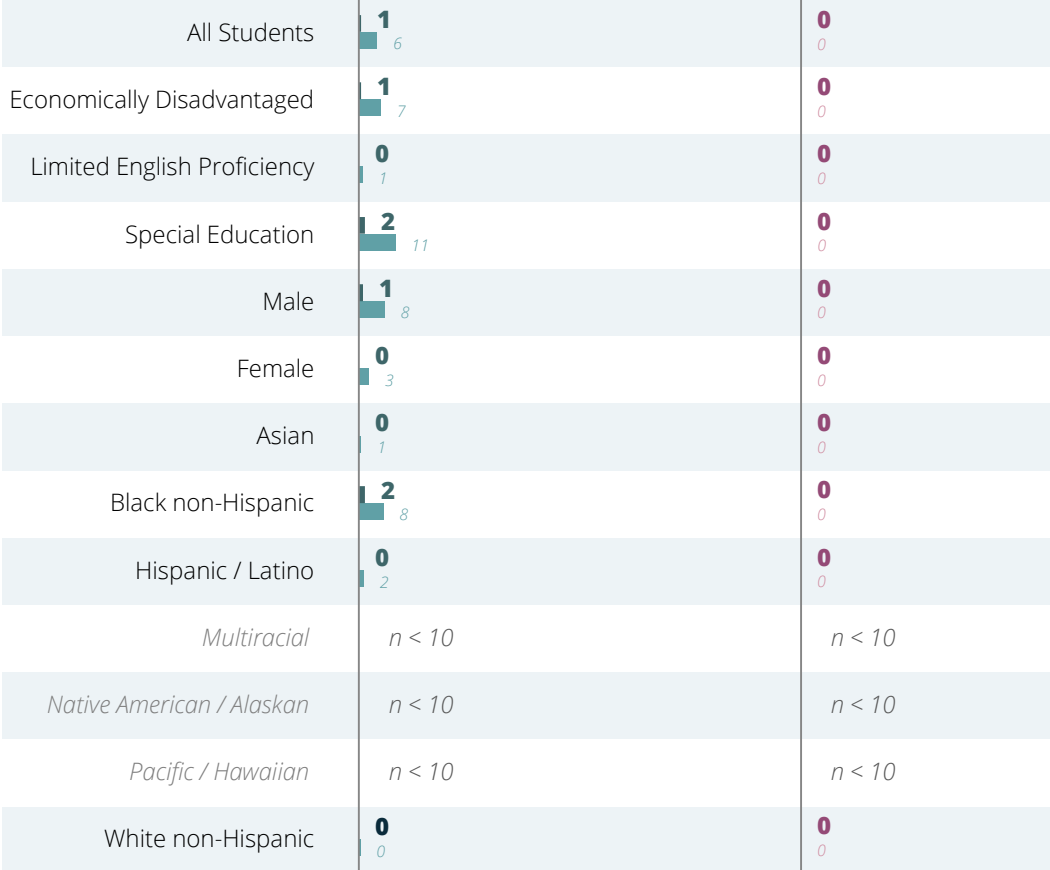 All Students 1 6 0 0
Economically Disadvantaged 1 7 0 0
Limited English Proficiency 0 1 0 0
Special Education 2 11 0 0
Male 1 8 0 0
Female 0 3 0 0
Asian 0 1 0 0
Black non-Hispanic 2 8 0 0
Hispanic / Latino 0 2 0 0
Multiracial n < 10 n < 10
Native American / Alaskan n < 10 n < 10
Pacific / Hawaiian n < 10 n < 10
White non-Hispanic 0 0 0 0